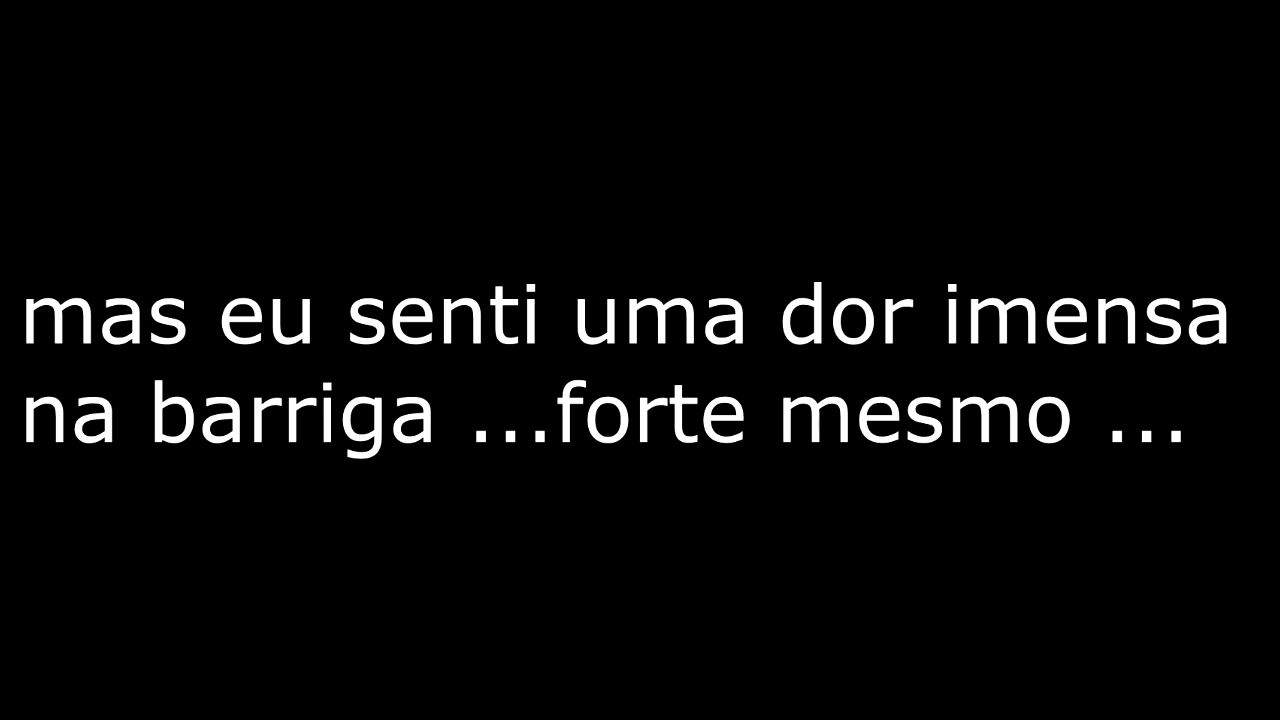 mas eu senti uma dor imensa
na barriga ...forte mesmo ...